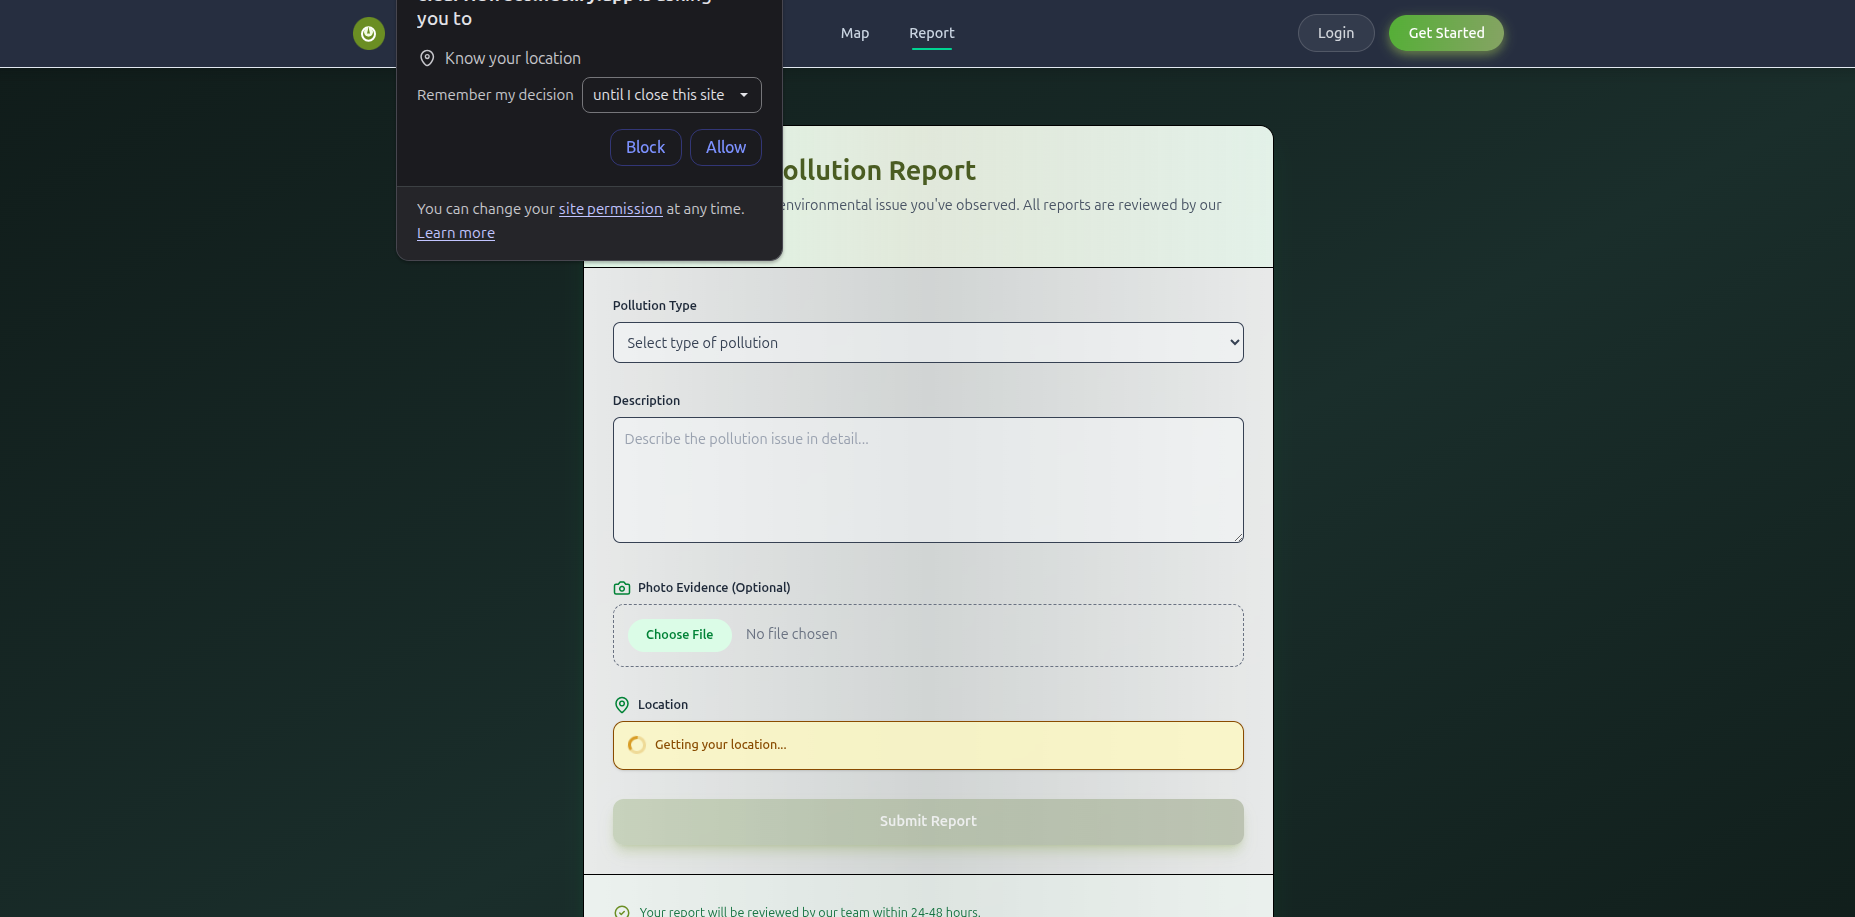 you to
Know your location
Remember my decision until I close this site
Block Allow
You can change your site permission at any time.
Learn more
Map Report Login Get Started
ollution Report
environmental issue you've observed. All reports are reviewed by our
Pollution Type
Select type of pollution
Description
Describe the pollution issue in detail...
Photo Evidence (Optional)
Choose File No file chosen
Location
Getting your location...
Submit Report
Your report will be reviewed by our team within 24-48 hours.